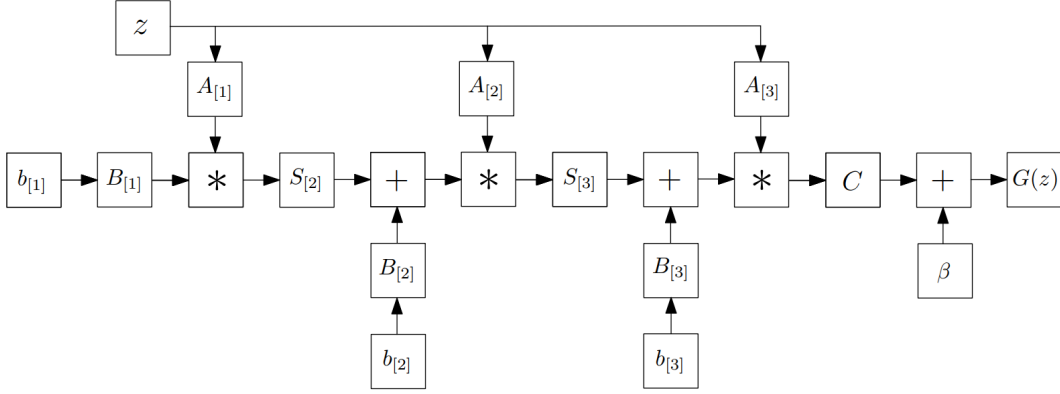 z
A[1] A[2] A[3]
b[1] B[1] * S[2] + * S[3] + * C + G(z)
B[2] B[3] β
b[2] b[3]